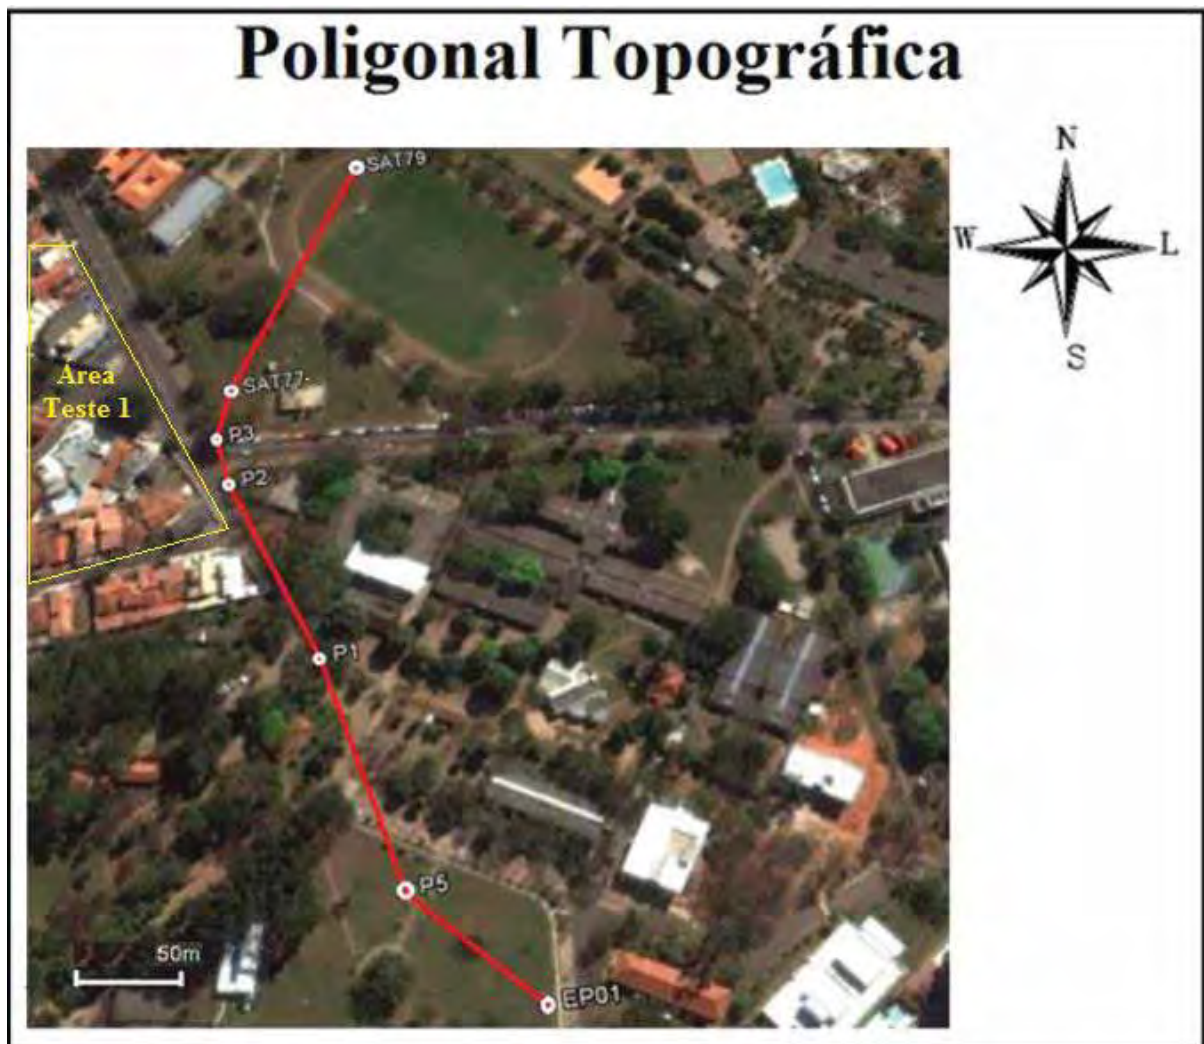 Poligonal Topográfica
SAT79
N
W
L
S
Área
Teste 1
SAT77
P3
P2
P1
P5
50m
EP01